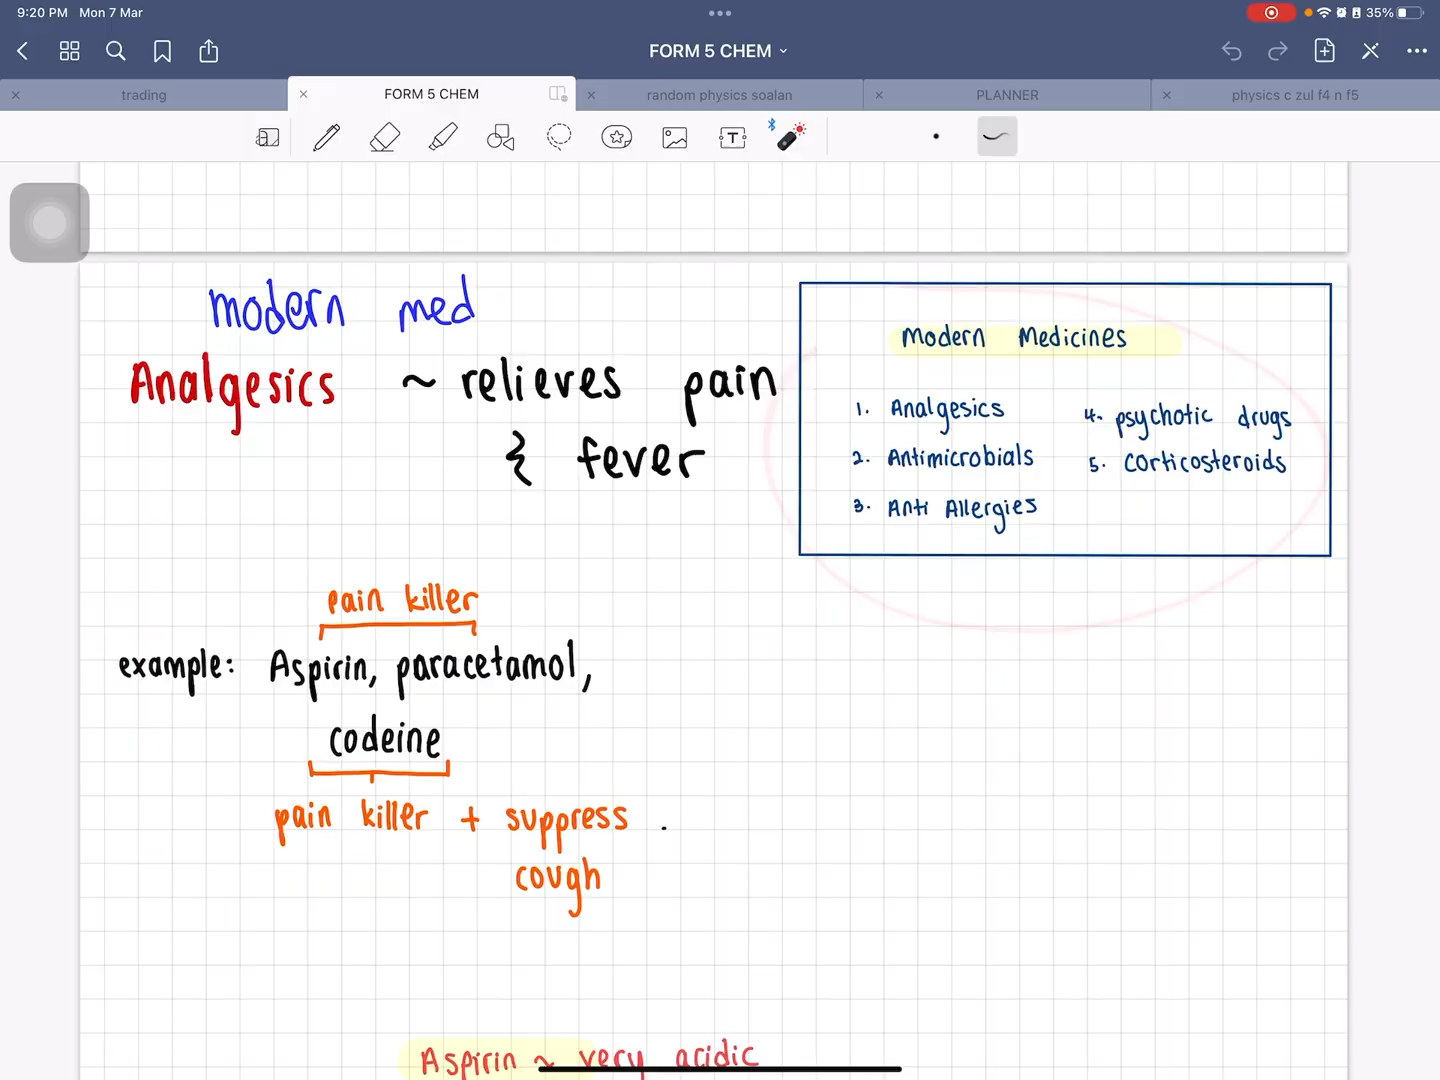 9:20 PM Mon 7 Mar
35%
FORM 5 CHEM
trading
FORM 5 CHEM
random physics soalan
PLANNER
physics c zul f4 n f5
modern med
Analgesics ~ relieves pain
& fever
Modern Medicines
1. Analgesics
2. Antimicrobials
3. Anti Allergies
4. psychotic drugs
5. corticosteroids
pain killer
example: Aspirin, paracetamol,
codeine
pain killer + suppress
cough
Aspirin ~ very acidic